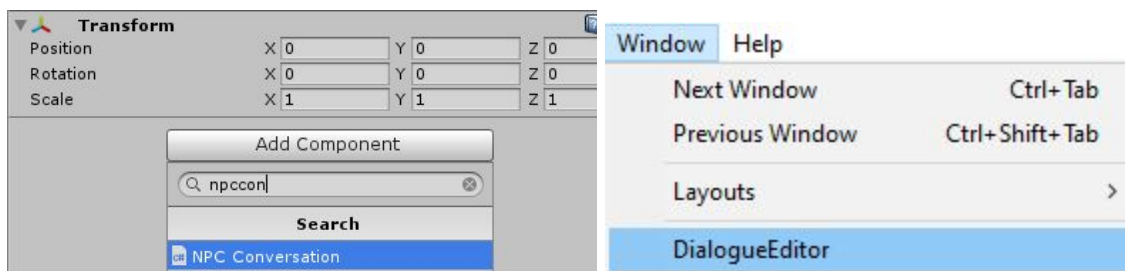 Transform
Position X 0 Y 0 Z 0
Rotation X 0 Y 0 Z 0
Scale X 1 Y 1 Z 1
Add Component
npccon
Search
NPC Conversation
Window Help
Next Window Ctrl+Tab
Previous Window Ctrl+Shift+Tab
Layouts >
DialogueEditor